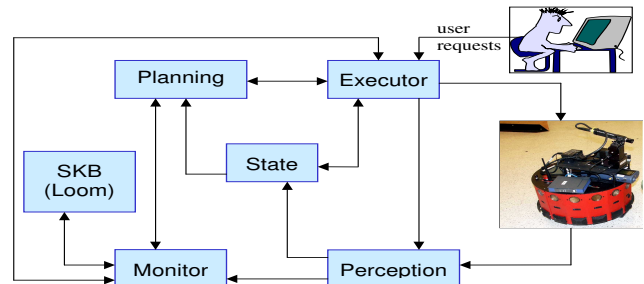 user
requests
Planning
Executor
State
SKB
(Loom)
Monitor
Perception